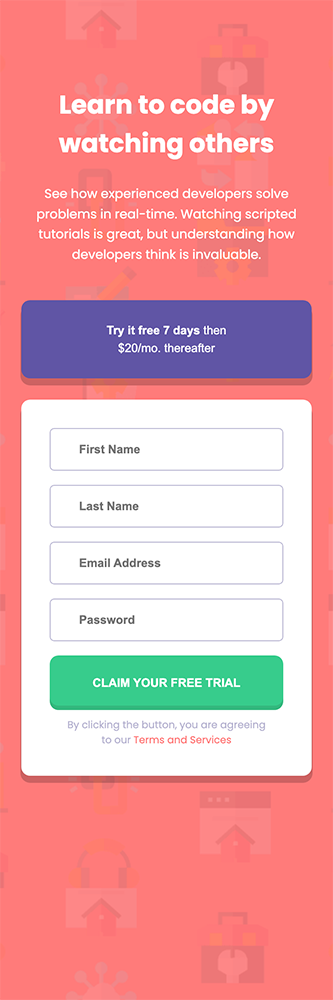 Learn to code by
watching others
See how experienced developers solve
problems in real-time. Watching scripted
tutorials is great, but understanding how
developers think is invaluable.
Try it free 7 days then
$20/mo. thereafter
First Name
Last Name
Email Address
Password
CLAIM YOUR FREE TRIAL
By clicking the button, you are agreeing
to our Terms and Services